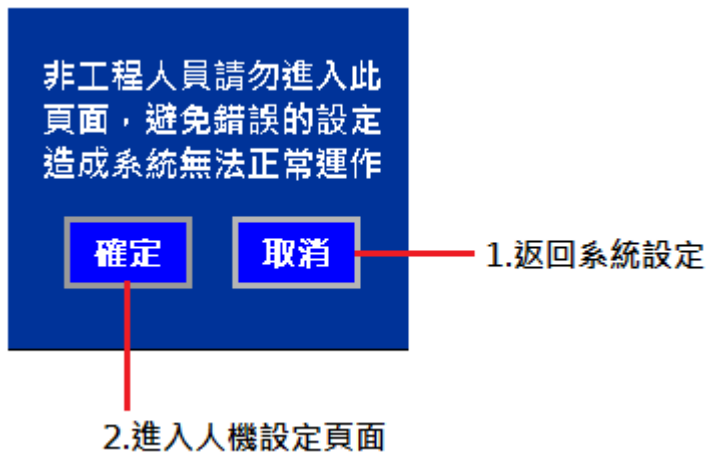 非工程人員請勿進入此
頁面，避免錯誤的設定
造成系統無法正常運作
確定
取消
1.返回系統設定
2.進入人機設定頁面